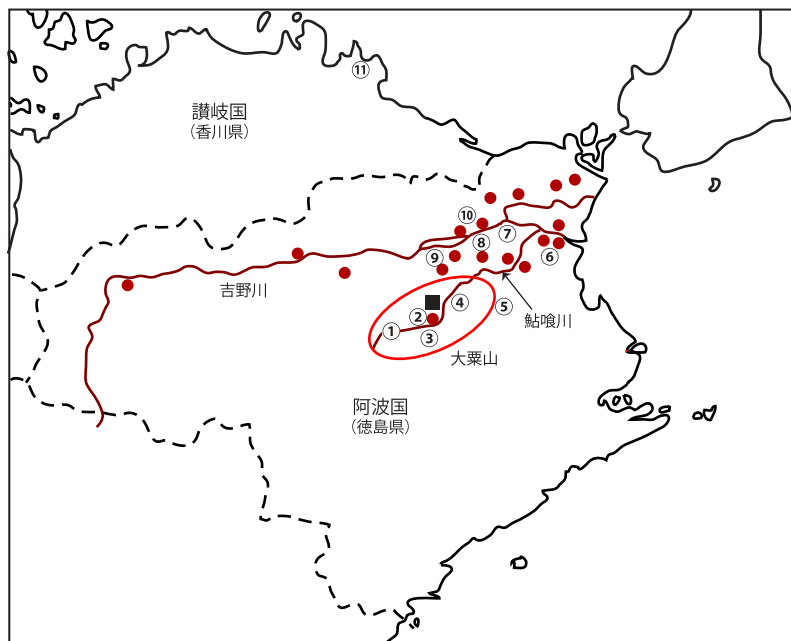 ⑪
讃岐国
（香川県）
⑩
⑦
⑧
⑥
⑨
吉野川
④
⑤
②
①
③
鮎喰川
大粟山
阿波国
（徳島県）